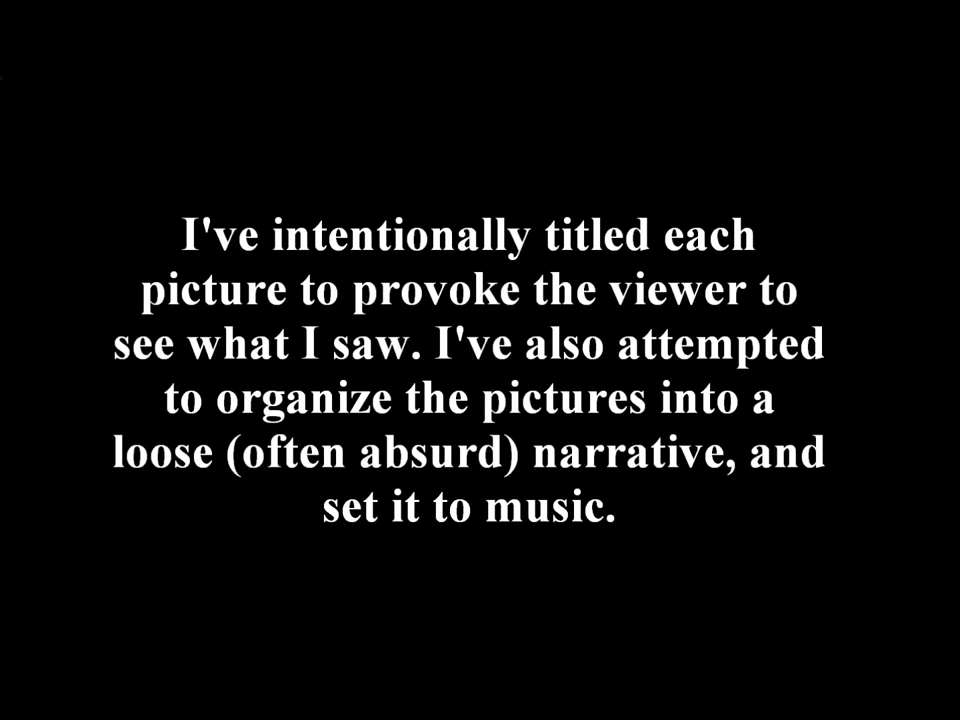 I've intentionally titled each
picture to provoke the viewer to
see what I saw. I've also attempted
to organize the pictures into a
loose (often absurd) narrative, and
set it to music.